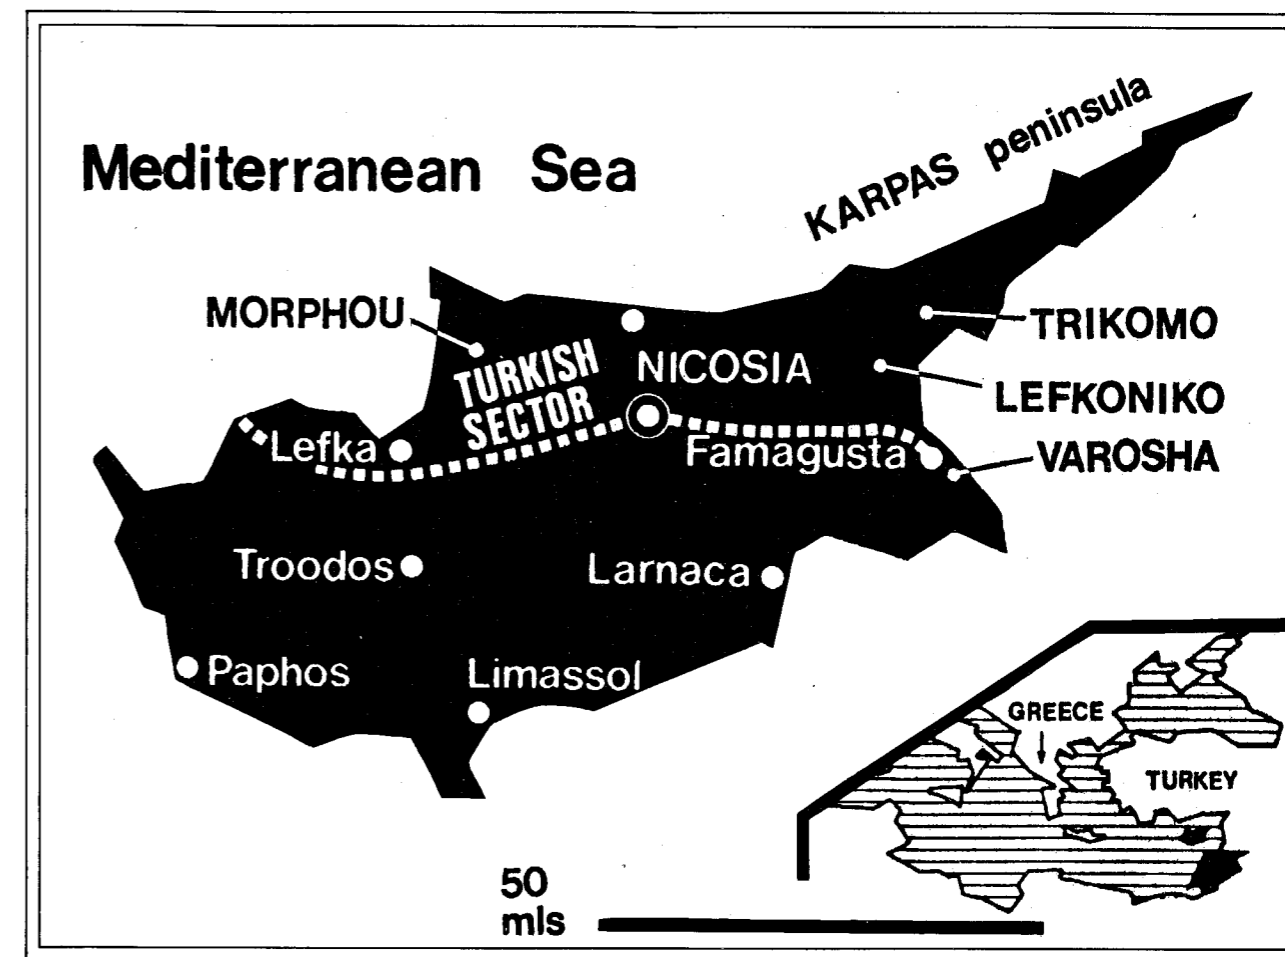 KARPAS peninsula
Mediterranean Sea
MORPHOU
TRIKOMO
TURKISH
SECTOR
NICOSIA
LEFKONIKO
Lefka
Famagusta
VAROSHA
Troodos
Larnaca
Paphos
Limassol
GREECE
TURKEY
50
mls